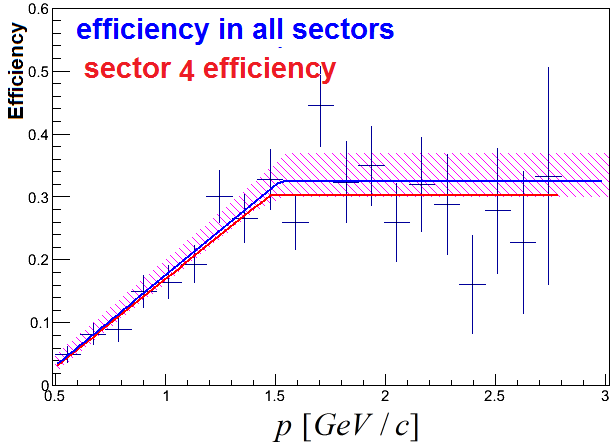 0.6
efficiency in all sectors
sector 4 efficiency
0.5
Efficiency
0.4
0.3
0.2
0.1
0
0.5 1 1.5 2 2.5 3
p [GeV / c]